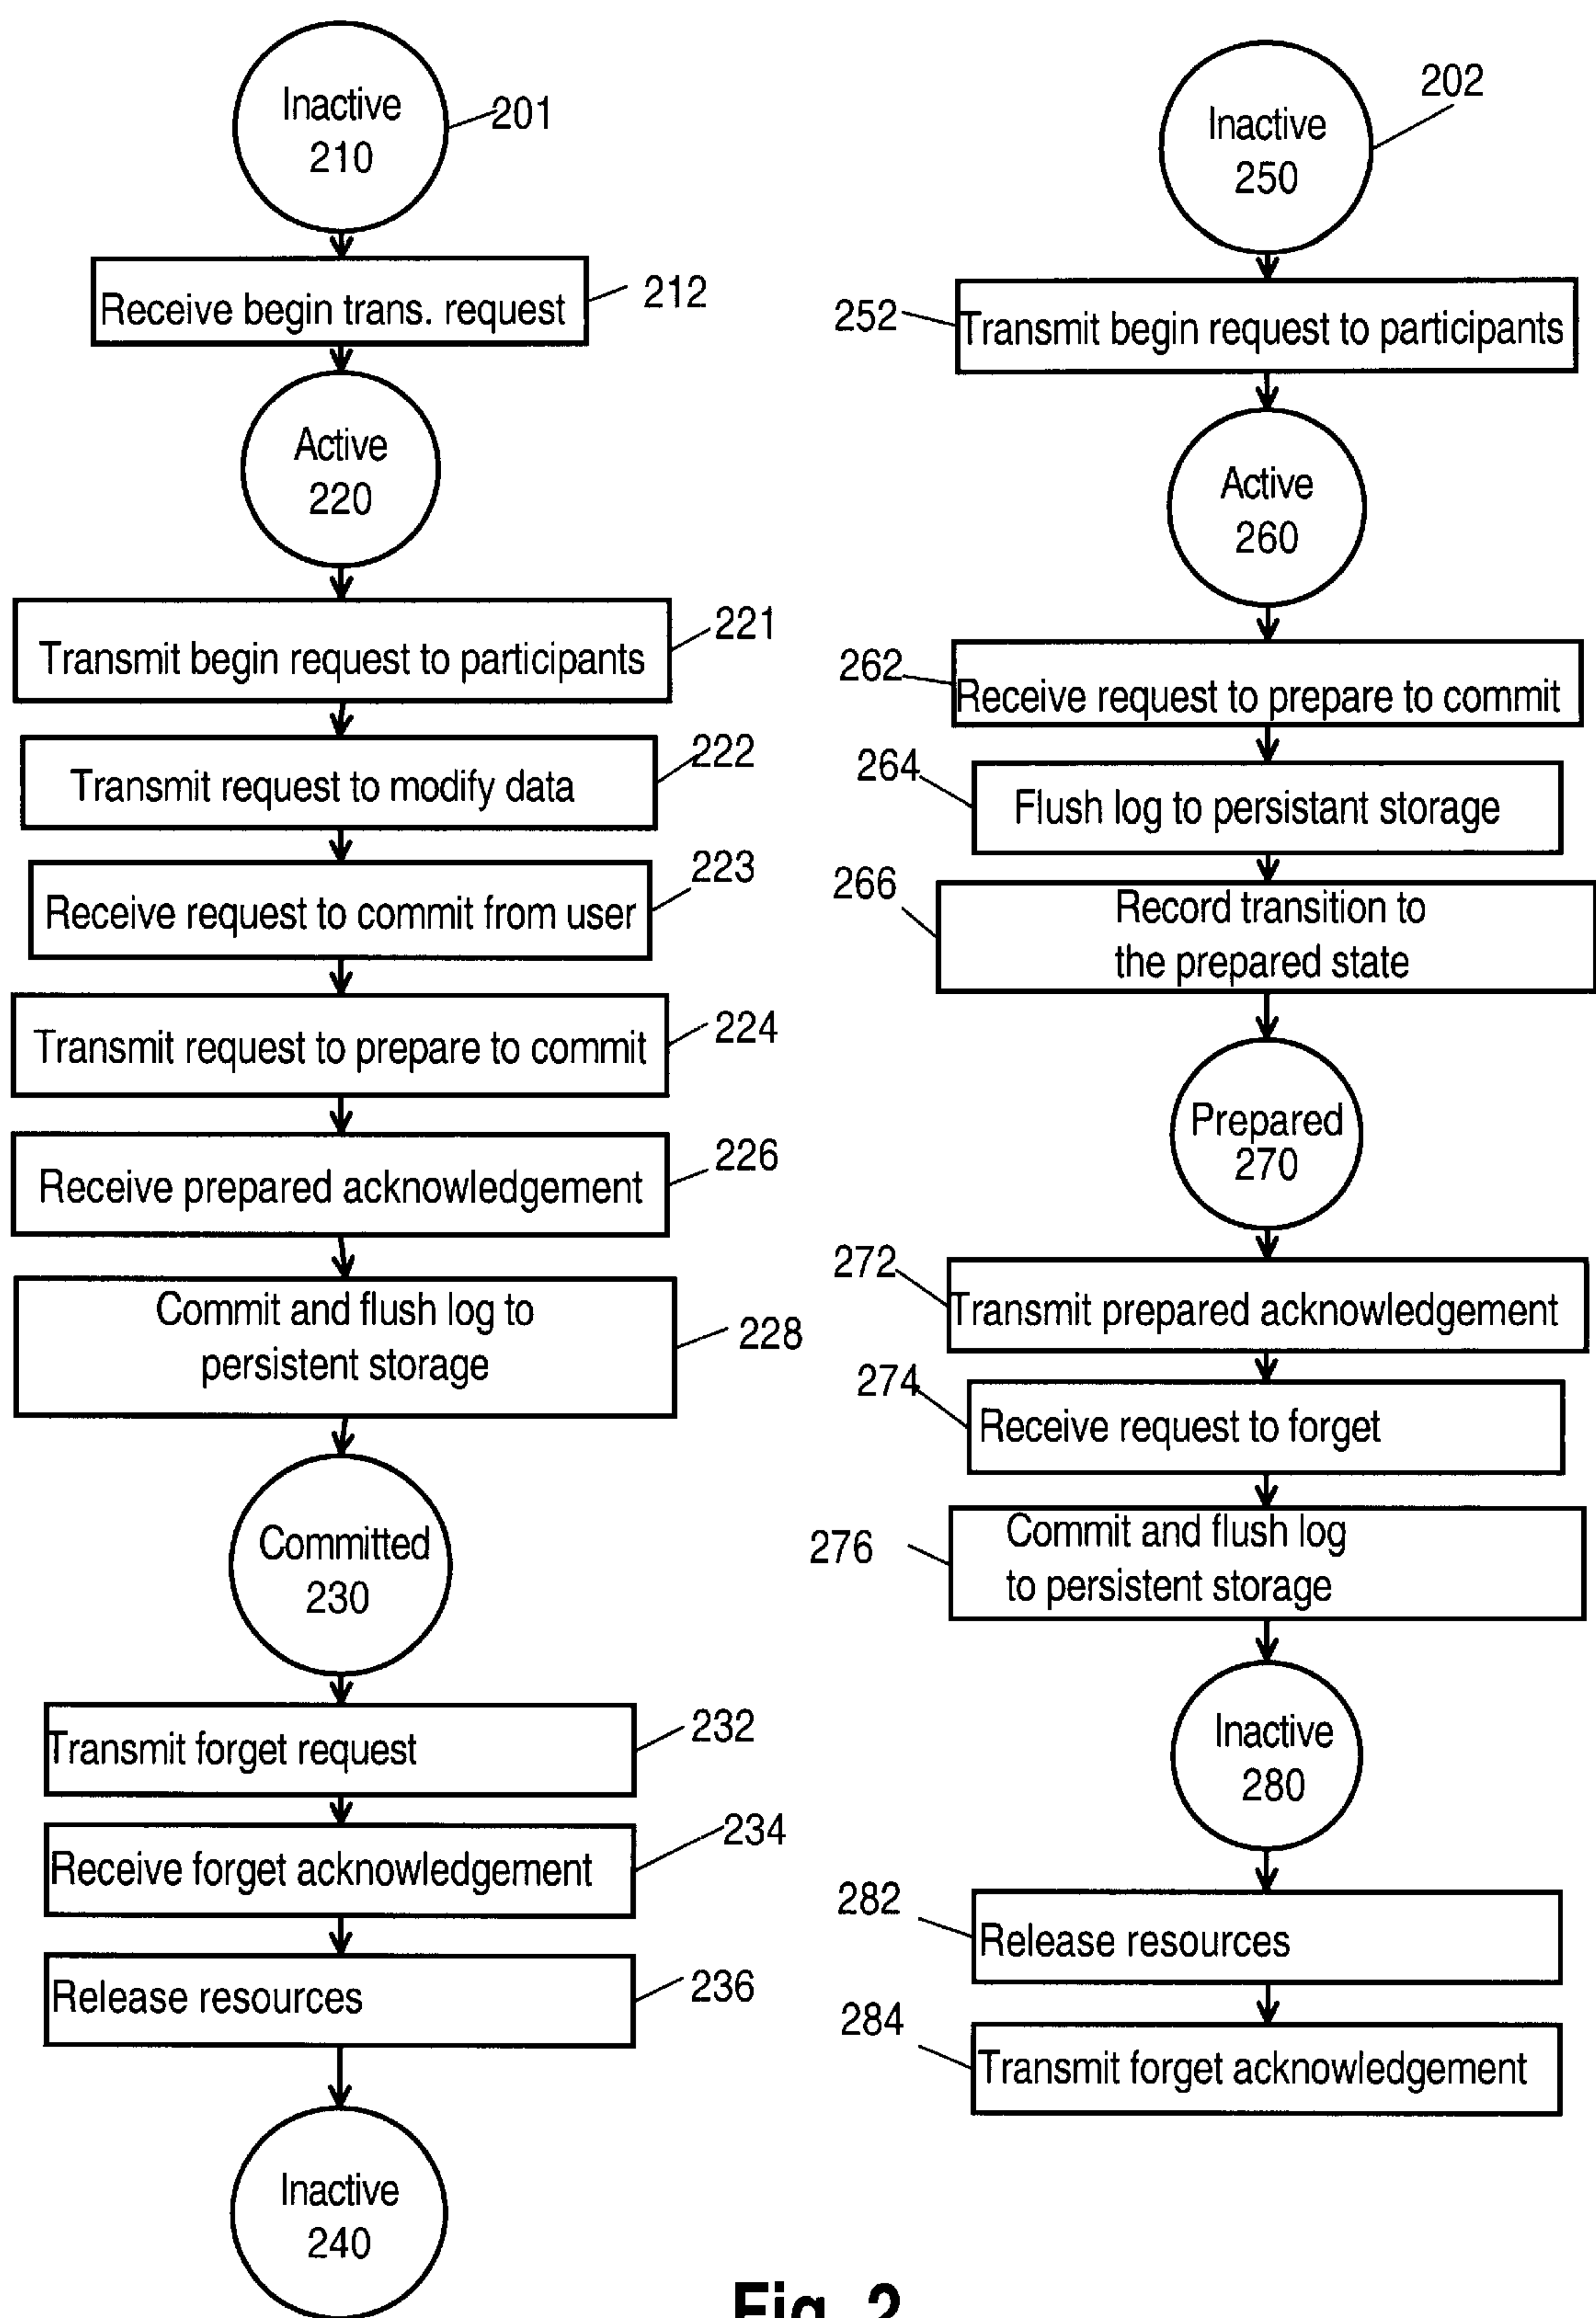 Inactive
210
201
Receive begin trans. request
212
Active
220
Transmit begin request to participants
221
Transmit request to modify data
222
Receive request to commit from user
223
Transmit request to prepare to commit
224
Receive prepared acknowledgement
226
Commit and flush log to
persistent storage
228
Committed
230
Transmit forget request
232
Receive forget acknowledgement
234
Release resources
236
Inactive
240
Inactive
250
202
252
Transmit begin request to participants
Active
260
262
Receive request to prepare to commit
264
Flush log to persistant storage
266
Record transition to
the prepared state
Prepared
270
272
Transmit prepared acknowledgement
274
Receive request to forget
276
Commit and flush log
to persistent storage
Inactive
280
282
Release resources
284
Transmit forget acknowledgement
Fig. 2